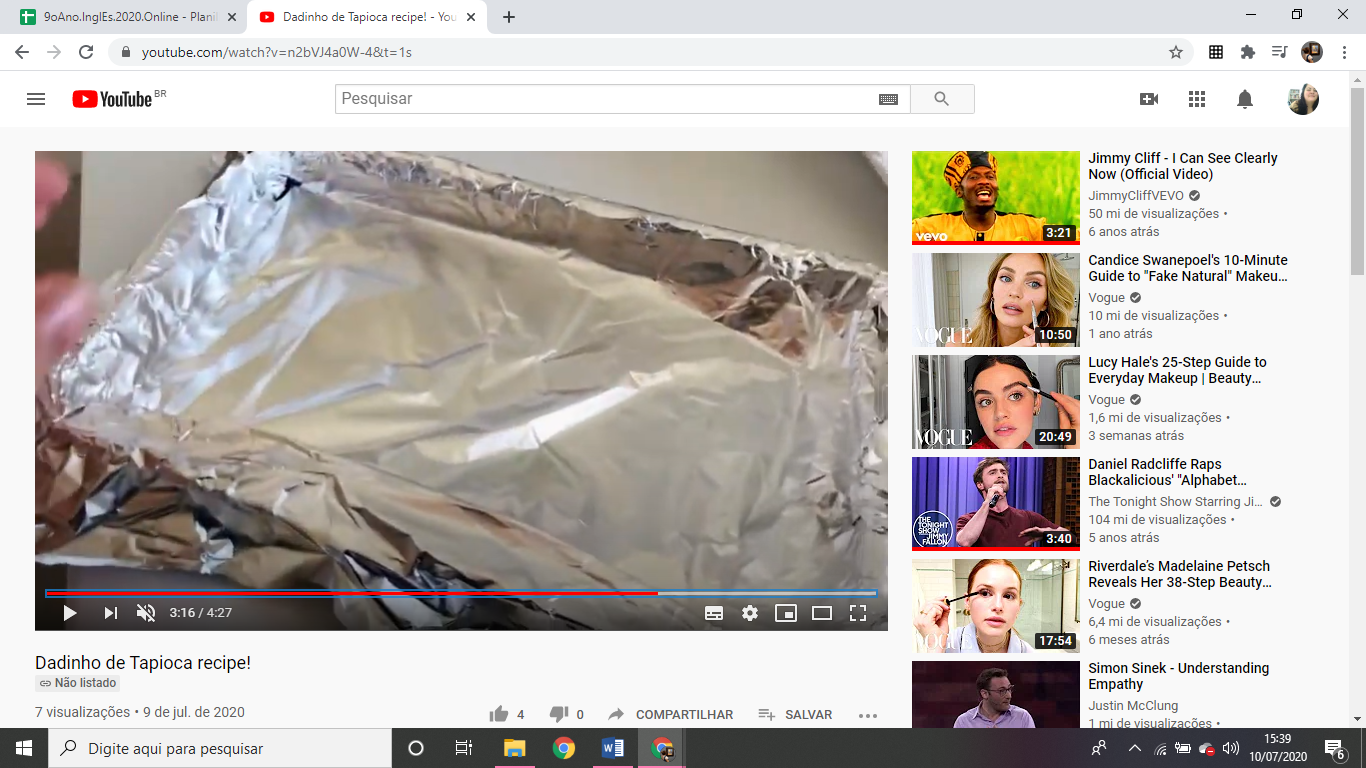 9oAno.InglEs.2020.Online - Plani
Dadinho de Tapioca recipe! - You
youtube.com/watch?v=n2bVJ4a0W-4&t=1s
YouTube BR
Pesquisar
3:16 / 4:27
Dadinho de Tapioca recipe!
Não listado
7 visualizações • 9 de jul. de 2020
4
0
COMPARTILHAR
SALVAR
vevo
3:21
Jimmy Cliff - I Can See Clearly
Now (Official Video)
JimmyCliffVEVO
50 mi de visualizações •
6 anos atrás
VOGUE
10:50
Candice Swanepoel's 10-Minute
Guide to "Fake Natural" Makeu...
Vogue
10 mi de visualizações •
1 ano atrás
VOGUE
20:49
Lucy Hale's 25-Step Guide to
Everyday Makeup | Beauty...
Vogue
1,6 mi de visualizações •
3 semanas atrás
THE
TONIGHT
SHOW
JIMMY
FALLON
3:40
Daniel Radcliffe Raps
Blackalicious' "Alphabet...
The Tonight Show Starring Ji...
104 mi de visualizações •
5 anos atrás
17:54
Riverdale's Madelaine Petsch
Reveals Her 38-Step Beauty...
Vogue
6,4 mi de visualizações •
6 meses atrás
Simon Sinek - Understanding
Empathy
Justin McClung
1 mi de visualizações •
Digite aqui para pesquisar
15:39
10/07/2020
6